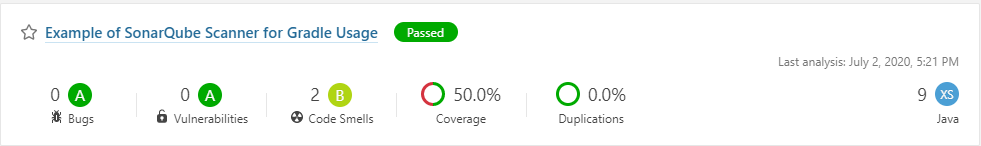 Example of SonarQube Scanner for Gradle Usage Passed
Last analysis: July 2, 2020, 5:21 PM
0 A 0 A 2 B 50.0% 0.0% 9 XS
Bugs Vulnerabilities Code Smells Coverage Duplications Java